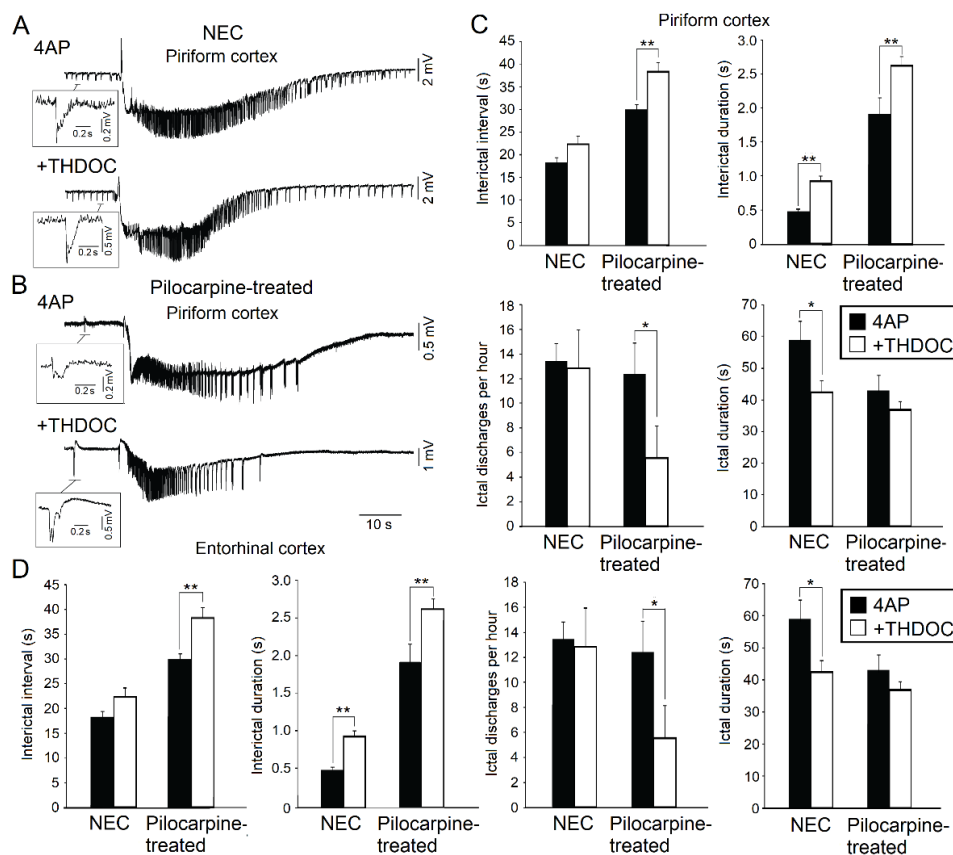 A
NEC
Piriform cortex
4AP
2 mV
0.2 s
0.2 mV
+THDOC
2 mV
0.2 s
0.5 mV
B
Pilocarpine-treated
Piriform cortex
4AP
0.5 mV
0.2 s
0.2 mV
+THDOC
1 mV
0.2 s
0.5 mV
10 s
C
Piriform cortex
Interictal interval (s)
45
40
35
30
25
20
15
10
5
0
**
NEC
Pilocarpine-
treated
Interictal duration (s)
3.0
2.5
2.0
1.5
1.0
0.5
0
**
**
NEC
Pilocarpine-
treated
Ictal discharges per hour
18
16
14
12
10
8
6
4
2
0
*
NEC
Pilocarpine-
treated
Ictal duration (s)
70
60
50
40
30
20
10
0
*
4AP
+THDOC
NEC
Pilocarpine-
treated
D
Entorhinal cortex
Interictal interval (s)
45
40
35
30
25
20
15
10
5
0
**
NEC
Pilocarpine-
treated
Interictal duration (s)
3.0
2.5
2.0
1.5
1.0
0.5
0
**
**
NEC
Pilocarpine-
treated
Ictal discharges per hour
18
16
14
12
10
8
6
4
2
0
*
NEC
Pilocarpine-
treated
Ictal duration (s)
70
60
50
40
30
20
10
0
*
4AP
+THDOC
NEC
Pilocarpine-
treated